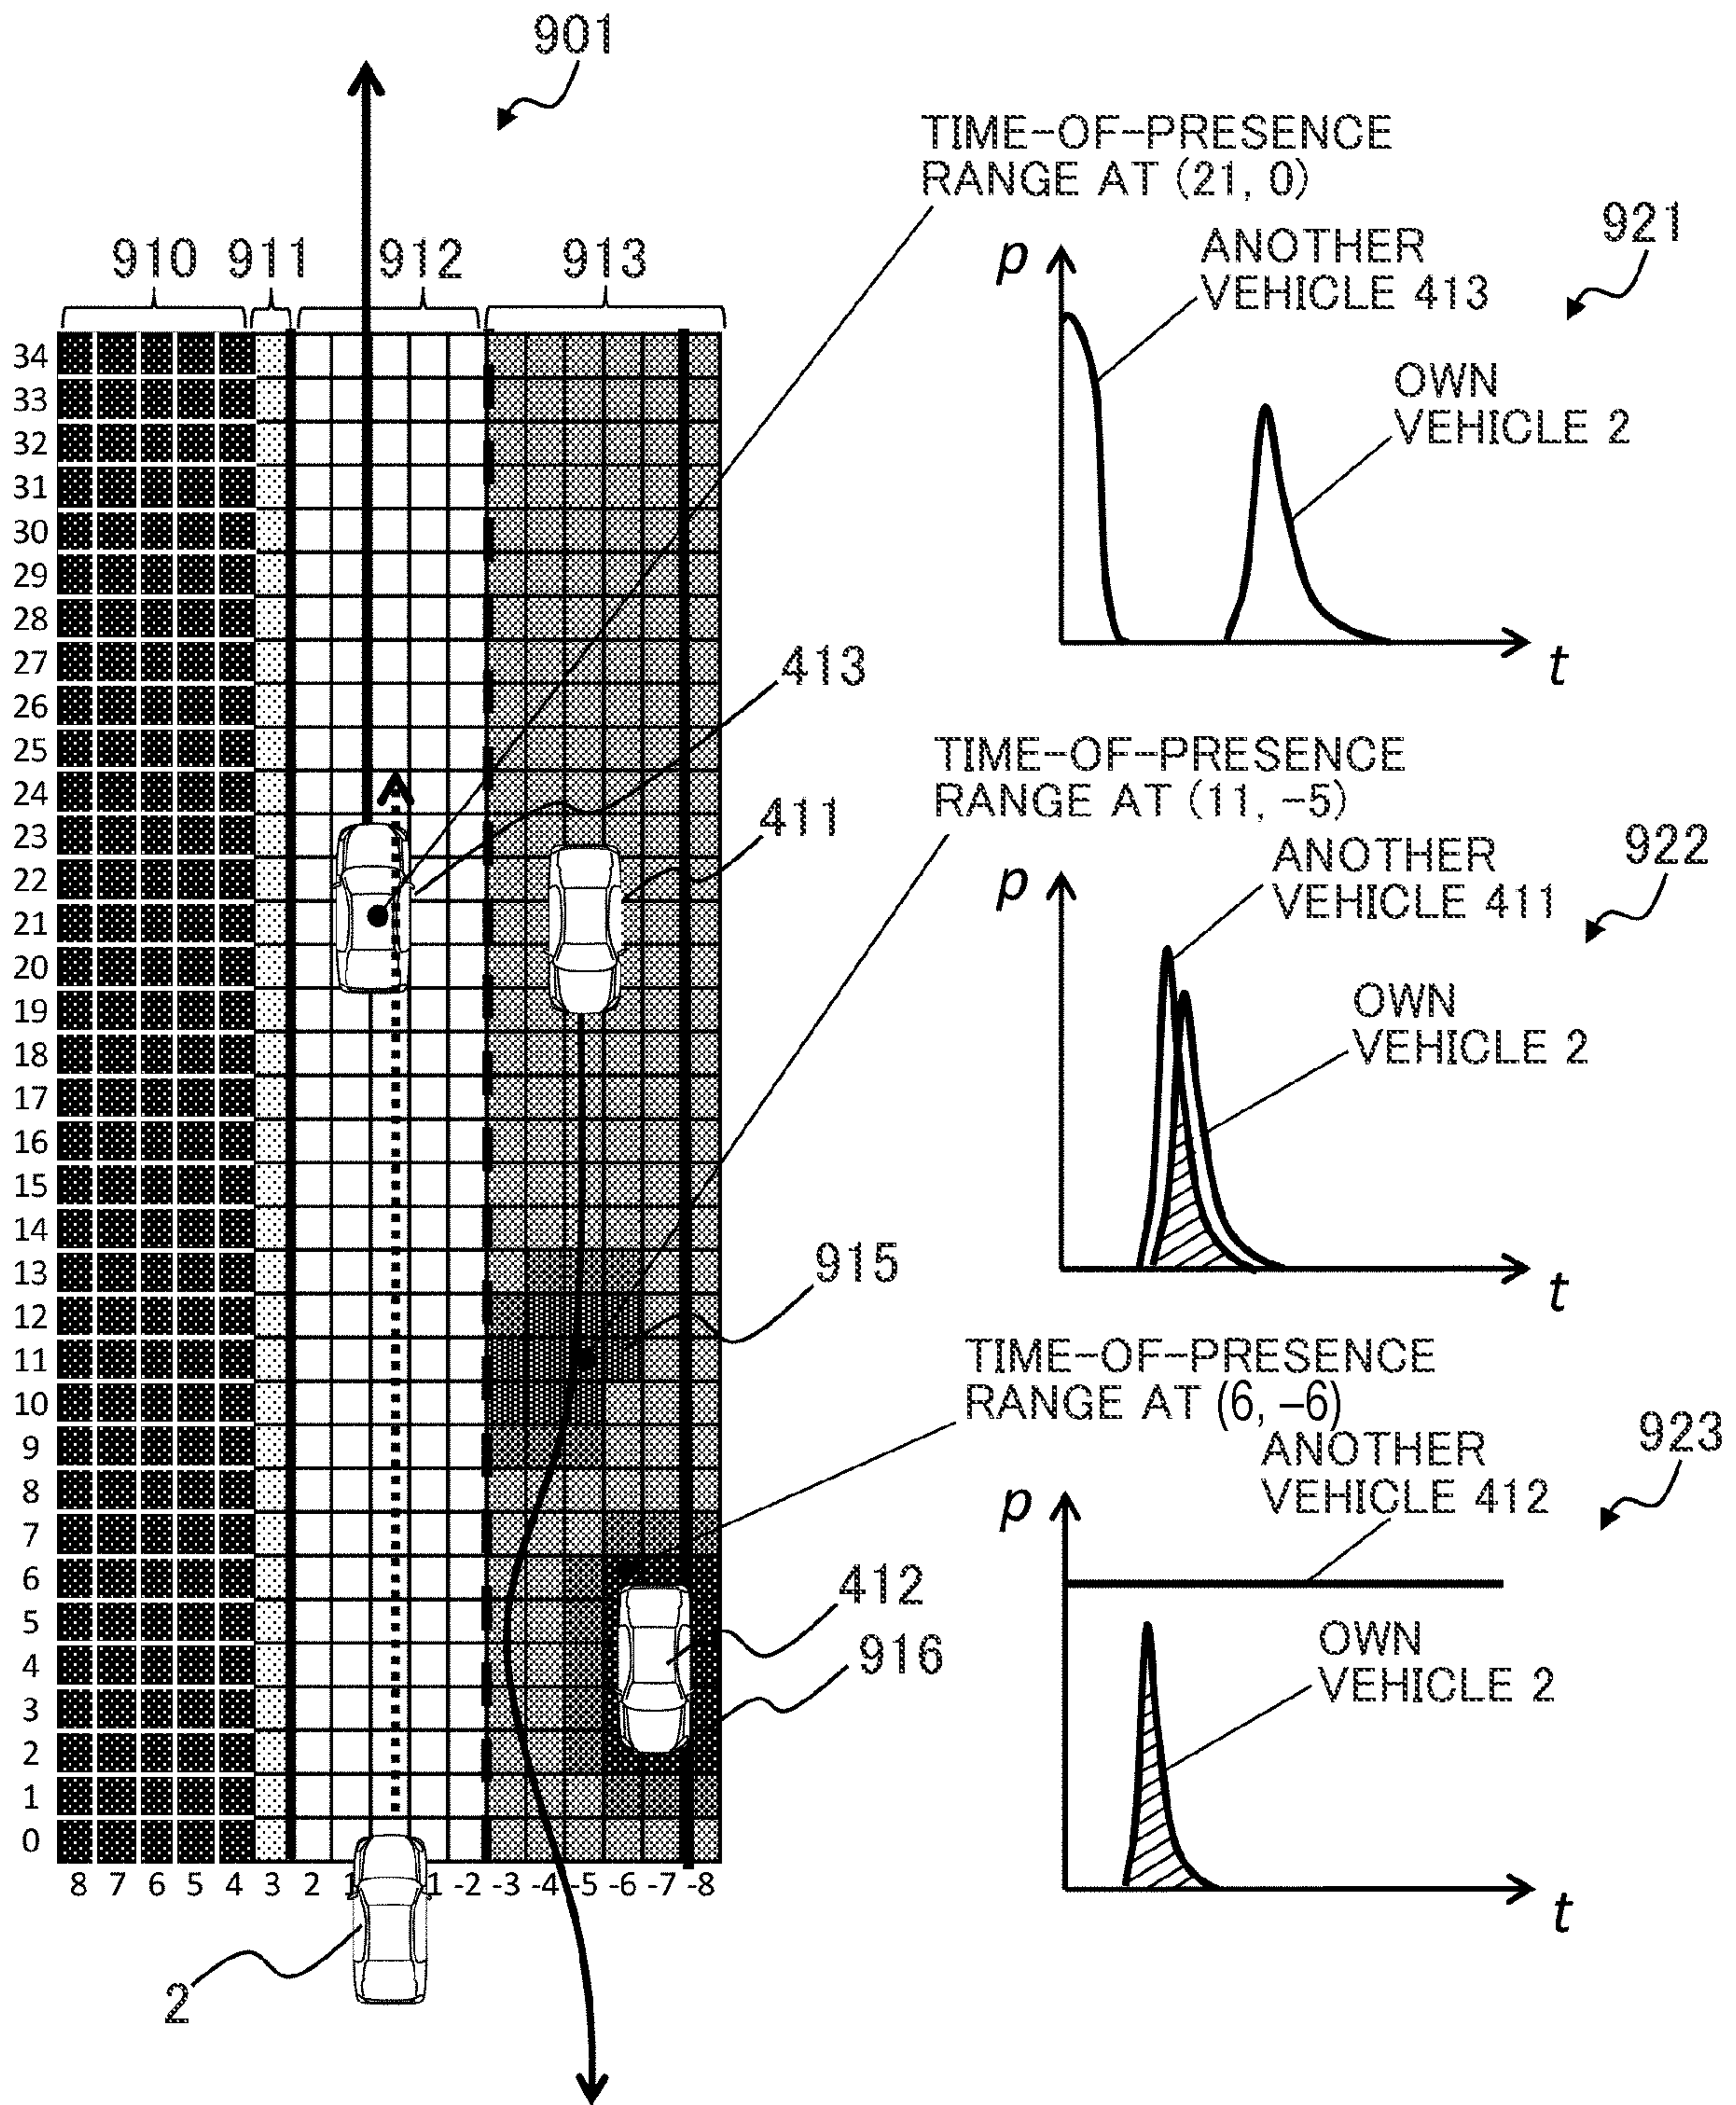 901
TIME-OF-PRESENCE
RANGE AT (21, 0)
910 911 912 913
921
p
ANOTHER
VEHICLE 413
OWN
VEHICLE 2
t
34
33
32
31
30
29
28
27
26
25
24
23
22
21
20
19
18
17
16
15
14
13
12
11
10
9
8
7
6
5
4
3
2
1
0
413
411
TIME-OF-PRESENCE
RANGE AT (11, -5)
922
p
ANOTHER
VEHICLE 411
OWN
VEHICLE 2
t
915
TIME-OF-PRESENCE
RANGE AT (6, –6)
923
p
ANOTHER
VEHICLE 412
OWN
VEHICLE 2
t
412
916
8 7 6 5 4 3 2 1 1 -2 -3 -4 -5 -6 -7 -8
2